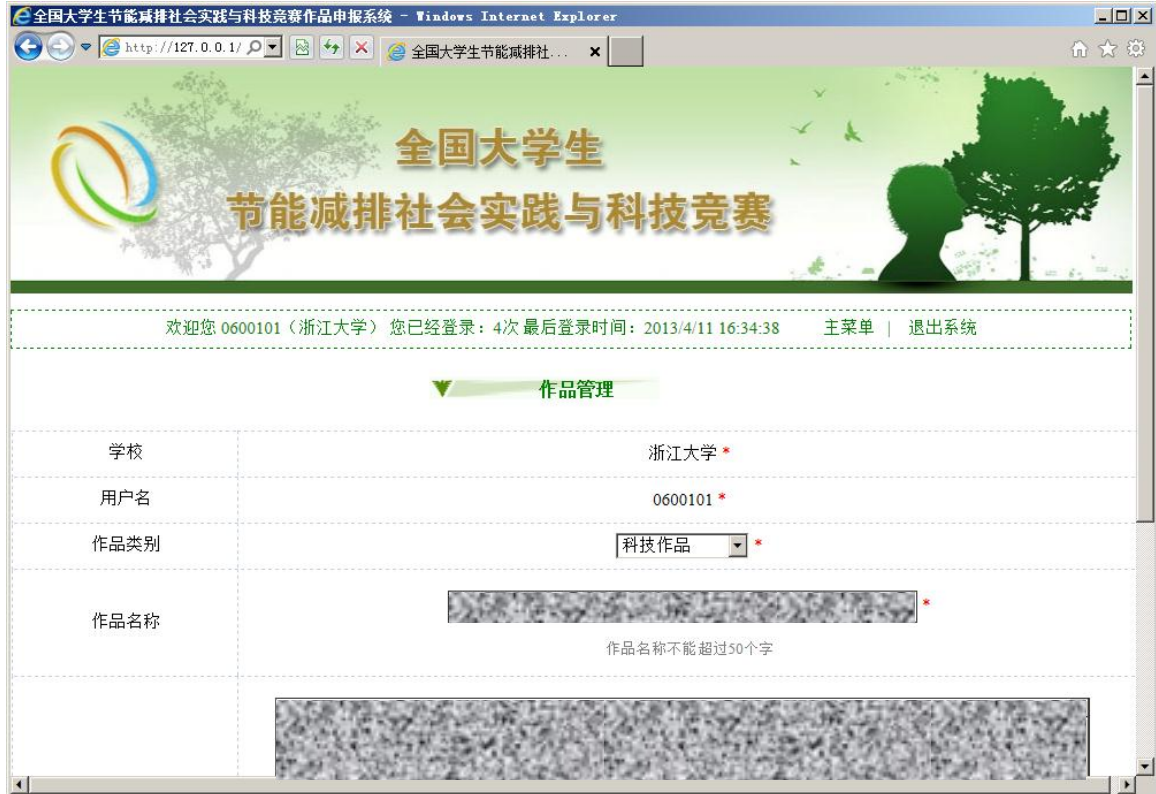 全国大学生节能减排社会实践与科技竞赛作品申报系统 - Windows Internet Explorer
http://127.0.0.1/
全国大学生节能减排社...
全国大学生
节能减排社会实践与科技竞赛
欢迎您 0600101（浙江大学） 您已经登录：4次 最后登录时间：2013/4/11 16:34:38 主菜单 | 退出系统
作品管理
学校 浙江大学 *
用户名 0600101 *
作品类别 科技作品 *
作品名称 *
作品名称不能超过50个字